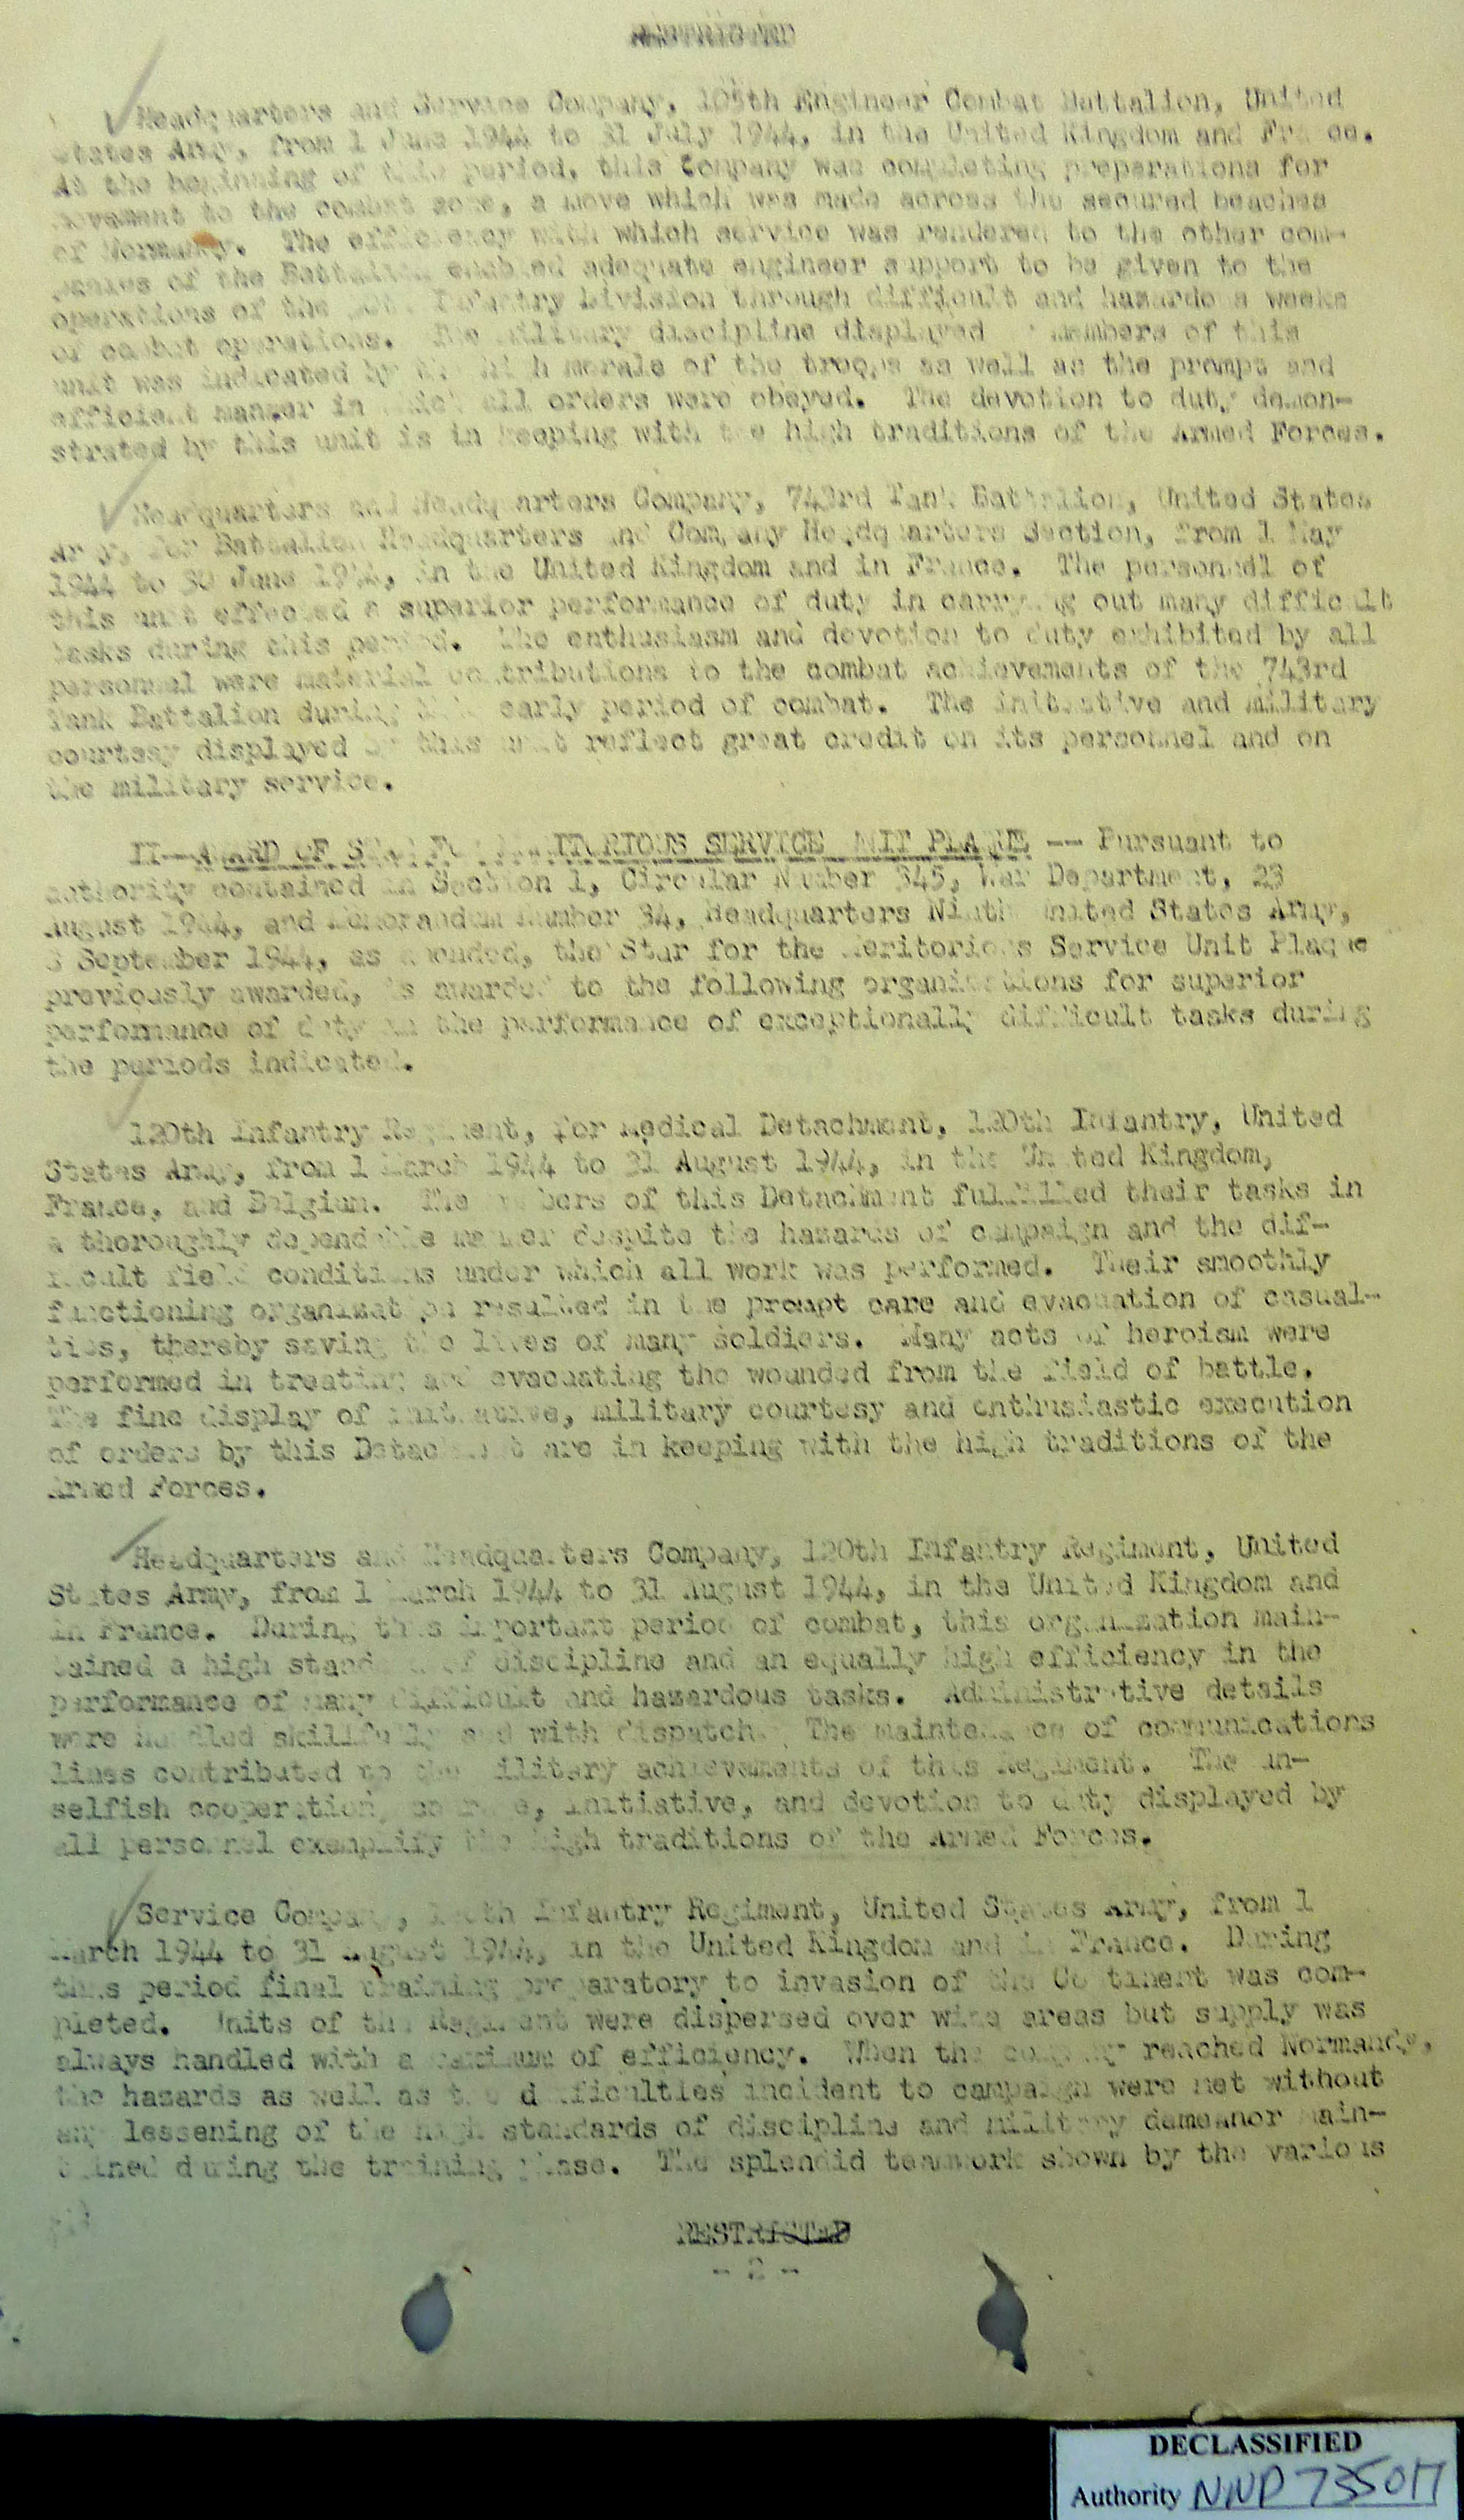 RESTRICTED
Headquarters and Service Company, 105th Engineer Combat Battalion, United
States Army, from 1 June 1944 to 31 July 1944, in the United Kingdom and France.
At the beginning of this period, this Company was completing preparations for
movement to the combat zone, a move which was made across the secured beaches
of Normandy. The efficiency with which service was rendered to the other com-
panies of the Battalion enabled adequate engineer support to be given to the
operations of the Infantry Division through difficult and hazardous weeks
of combat operations. The military discipline displayed members of this
unit was indicated by the high morale of the troops as well as the prompt and
efficient manner in which all orders were obeyed. The devotion to duty demon-
strated by this unit is in keeping with the high traditions of the Armed Forces.
Headquarters and Headquarters Company, 743rd Tank Battalion, United States
Army, for Battalion Headquarters and Company Headquarters Section, from 1 May
1944 to 30 June 1944, in the United Kingdom and in France. The personndl of
this unit effected a superior performance of duty in carrying out many difficult
tasks during this period. The enthusiasm and devotion to duty exhibited by all
personnel were material contributions to the combat achievements of the 743rd
Tank Battalion during early period of combat. The initiative and military
courtesy displayed by this unit reflect great credit on its personnel and on
the military service.
II--AWARD OF STAR FOR MERITORIOUS SERVICE UNIT PLAQUE -- Pursuant to
authority contained in Section 1, Circular Number 345, War Department, 23
August 1944, and Memorandum Number 34, Headquarters Ninth United States Army,
September 1944, as amended, the Star for the Meritorious Service Unit Plaque
previously awarded, is awarded to the following organizations for superior
performance of duty in the performance of exceptionally difficult tasks during
the periods indicated.
120th Infantry Regiment, for Medical Detachment, 120th Infantry, United
States Army, from 1 March 1944 to 31 August 1944, in the United Kingdom,
France, and Belgium. The members of this Detachment fulfilled their tasks in
a thoroughly dependable manner despite the hazards of campaign and the dif-
ficult field conditions under which all work was performed. Their smoothly
functioning organization resulted in the prompt care and evacuation of casual-
ties, thereby saving the lives of many soldiers. Many acts of heroism were
performed in treating and evacuating the wounded from the field of battle.
The fine display of initiative, military courtesy and enthusiastic execution
of orders by this Detachment are in keeping with the high traditions of the
Armed Forces.
Headquarters and Headquarters Company, 120th Infantry Regiment, United
States Army, from 1 March 1944 to 31 August 1944, in the United Kingdom and
in France. During this important period of combat, this organization main-
tained a high standard of discipline and an equally high efficiency in the
performance of many difficult and hazardous tasks. Administrative details
were handled skillfully and with dispatch. The maintenance of communications
lines contributed to the military achievements of this Regiment. The un-
selfish cooperation, courage, initiative, and devotion to duty displayed by
all personnel exemplify the high traditions of the Armed Forces.
Service Company, 120th Infantry Regiment, United States Army, from 1
March 1944 to 31 August 1944, in the United Kingdom and in France. During
this period final training preparatory to invasion of the Continent was com-
pleted. Units of the Regiment were dispersed over wide areas but supply was
always handled with a maximum of efficiency. When the company reached Normandy,
the hazards as well as the difficulties incident to campaign were met without
any lessening of the high standards of discipline and military demeanor main-
tained during the training phase. The splendid teamwork shown by the various
RESTRICTED
- 2 -
DECLASSIFIED
Authority NND 735017